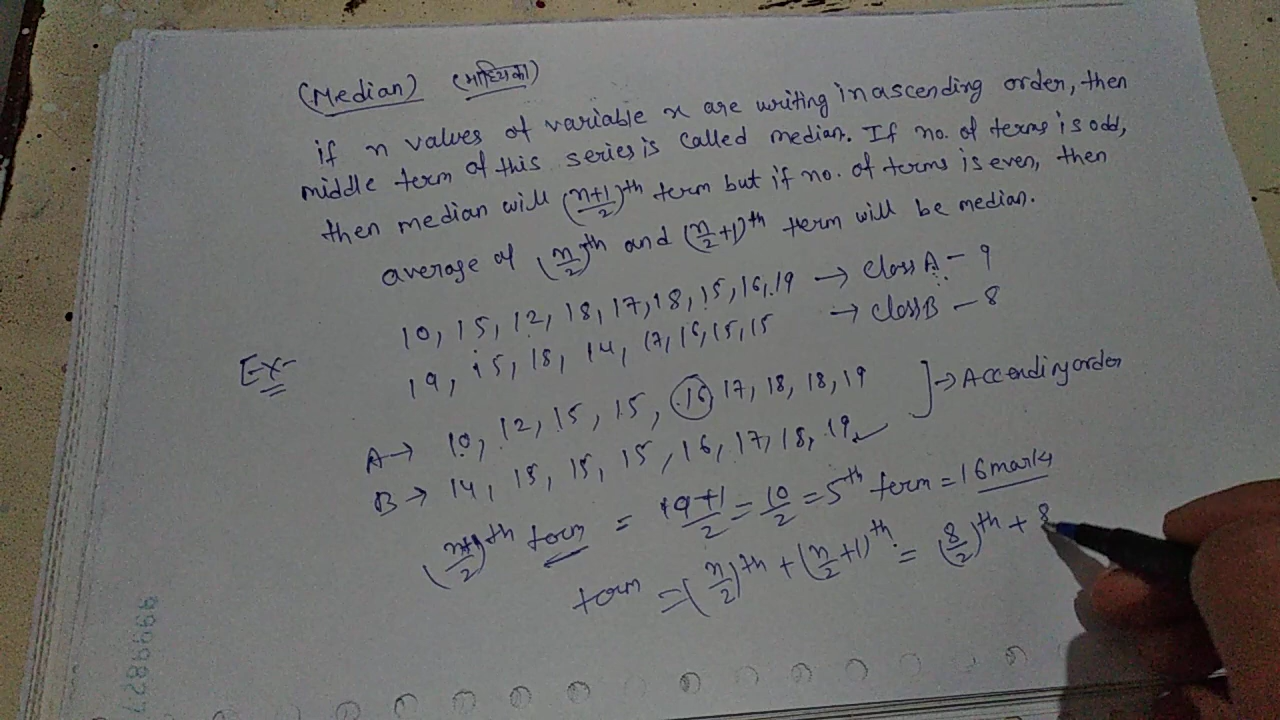 (Median) (माध्यिका)
if n values of variable x are writing in ascending order, then
middle term of this series is called median. If no. of terms is odd,
then median will (n+1/2)th term but if no. of terms is even, then
average of (n/2)th and (n/2+1)th term will be median.
Ex- 10, 15, 12, 18, 17, 18, 15, 16, 19 → Class A - 9
19, 15, 18, 14, 17, 16, 15, 15 → Class B - 8
A → 10, 12, 15, 15, 16 17, 18, 18, 19 ] → Accending order
B → 14, 15, 15, 15, 16, 17, 18, 19
(n+1/2)th term = 9+1/2 = 10/2 = 5th term = 16 marks
term = (n/2)th + (n/2+1)th = (8/2)th + 8
9999827